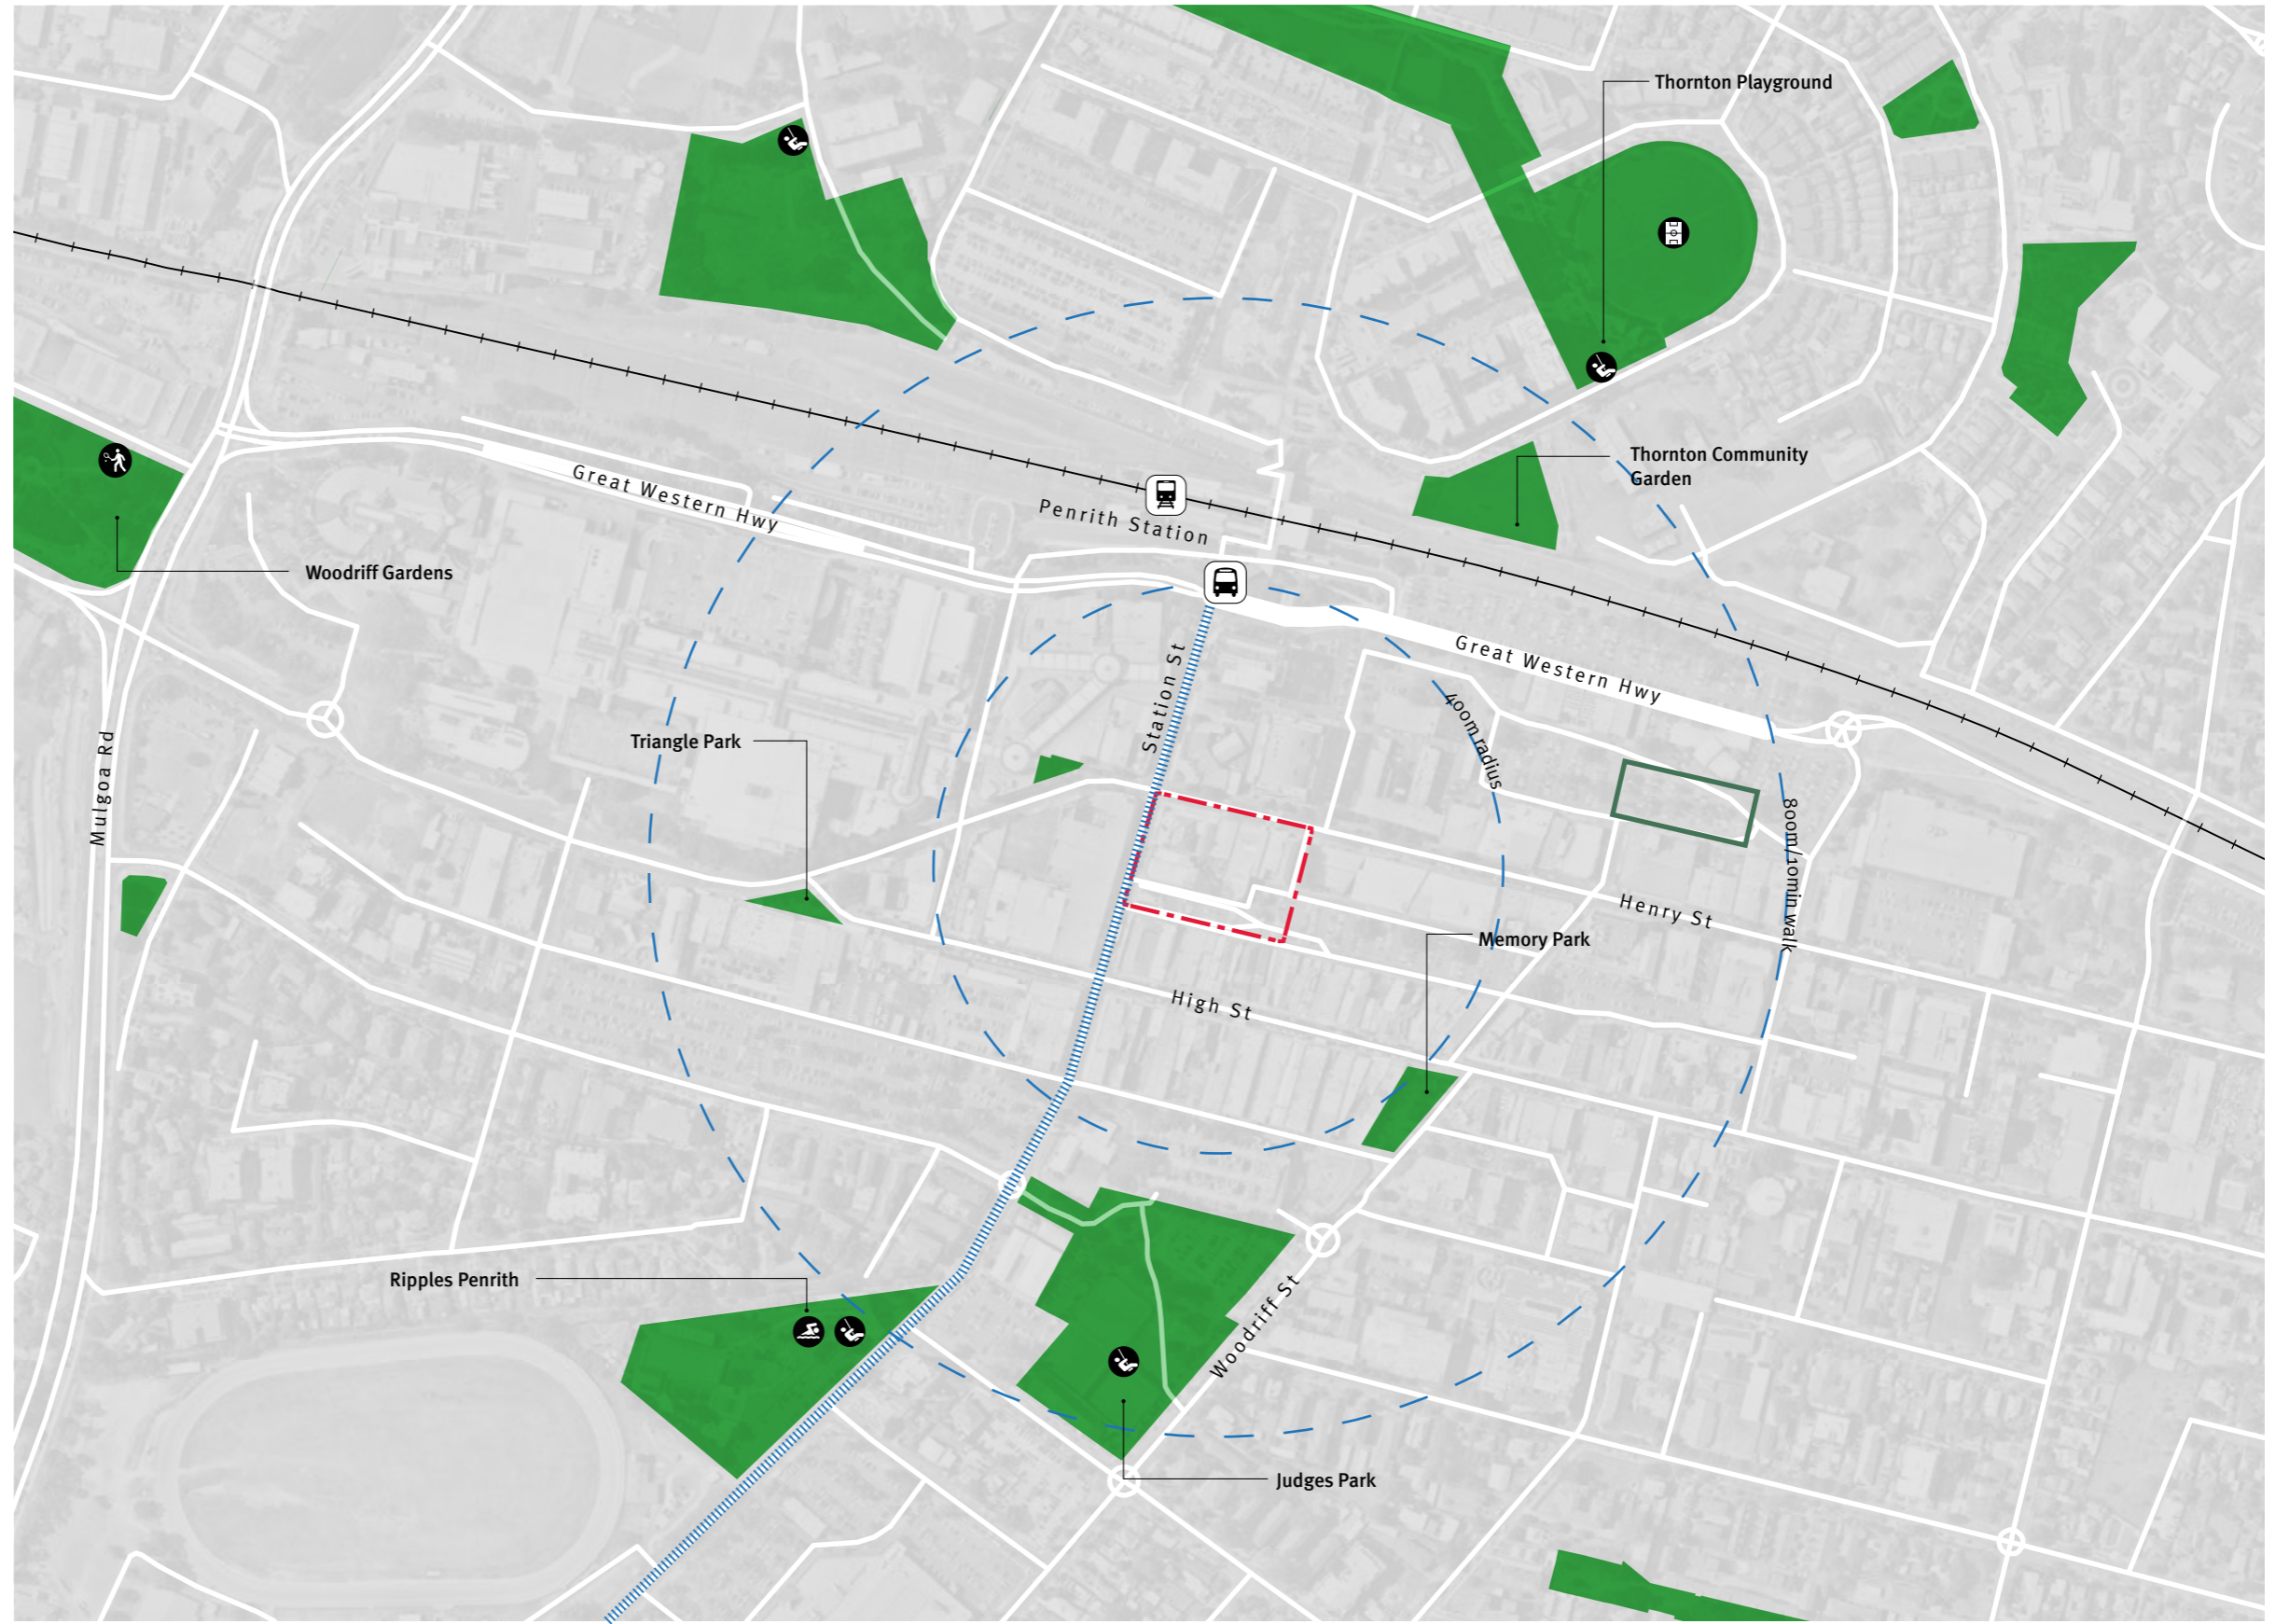 Thornton Playground
Great Western Hwy
Penrith Station
Thornton Community
Garden
Woodriff Gardens
Great Western Hwy
Station St
400m radius
Triangle Park
Mulgoa Rd
800m/10min walk
Henry St
Memory Park
High St
Ripples Penrith
Woodriff St
Judges Park